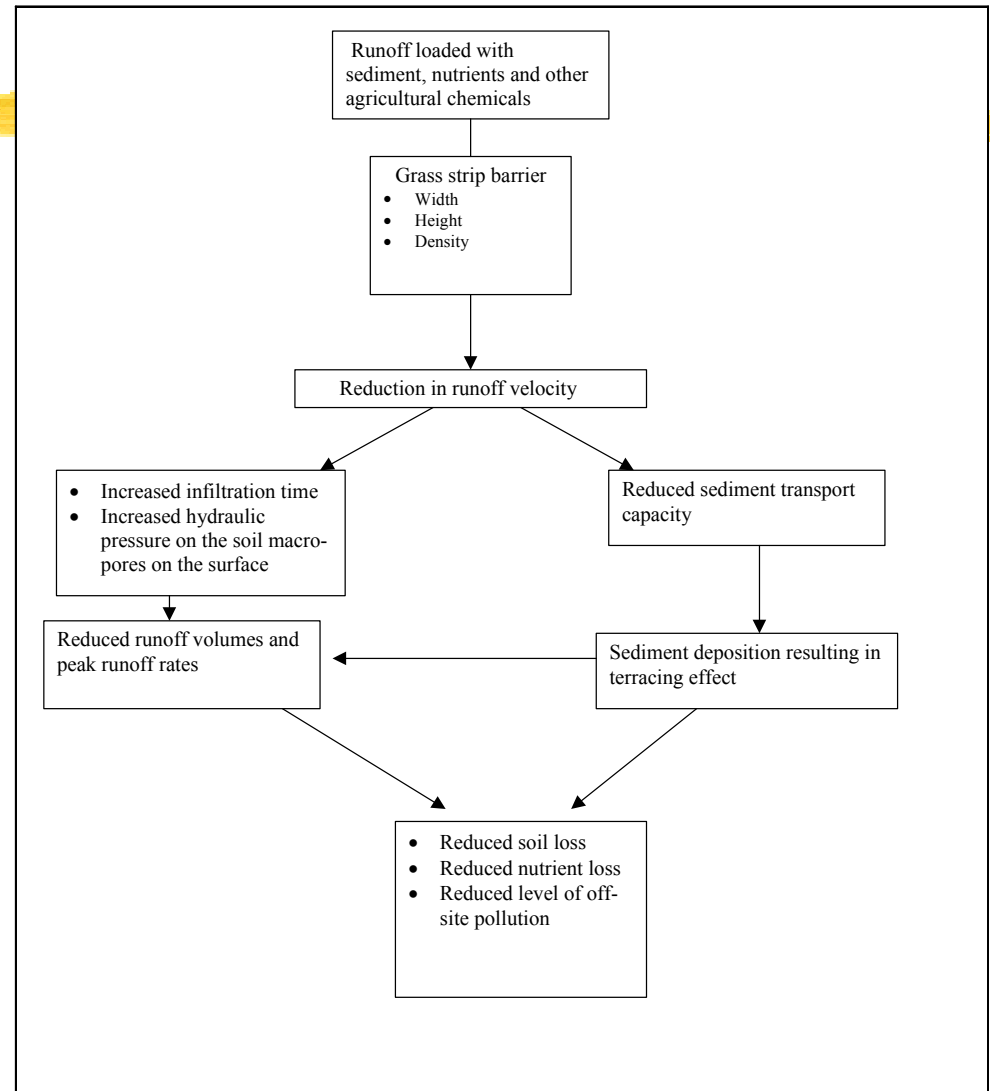 Runoff loaded with
sediment, nutrients and other
agricultural chemicals
Grass strip barrier
• Width
• Height
• Density
Reduction in runoff velocity
• Increased infiltration time
• Increased hydraulic
pressure on the soil macro-
pores on the surface
Reduced sediment transport
capacity
Reduced runoff volumes and
peak runoff rates
Sediment deposition resulting in
terracing effect
• Reduced soil loss
• Reduced nutrient loss
• Reduced level of off-
site pollution